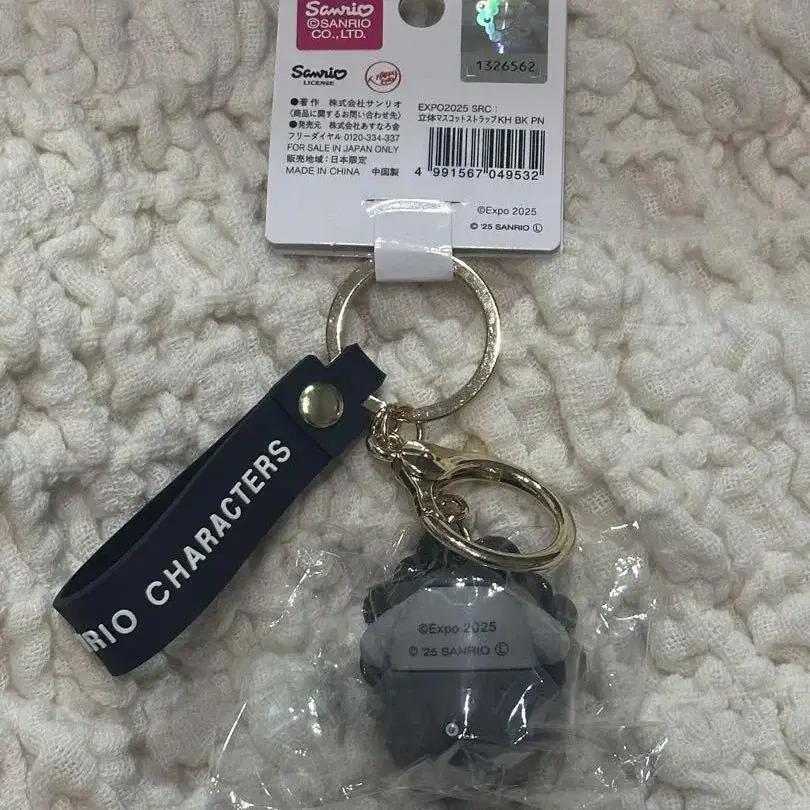 Sanrio
©SANRIO
CO.,LTD.
Sanrio
LICENSE
●著作 株式会社サンリオ
〈商品に関するお問い合わせ先〉
●発売元 株式会社あすなろ舎
フリーダイヤル 0120-334-337
FOR SALE IN JAPAN ONLY
販売地域:日本限定
MADE IN CHINA 中国製
1326562
EXPO2025 SRC:
立体マスコットストラップKH BK PN
4 991567 049532
©Expo 2025
© '25 SANRIO Ⓛ
RIO CHARACTERS
©Expo 2025
© '25 SANRIO Ⓛ